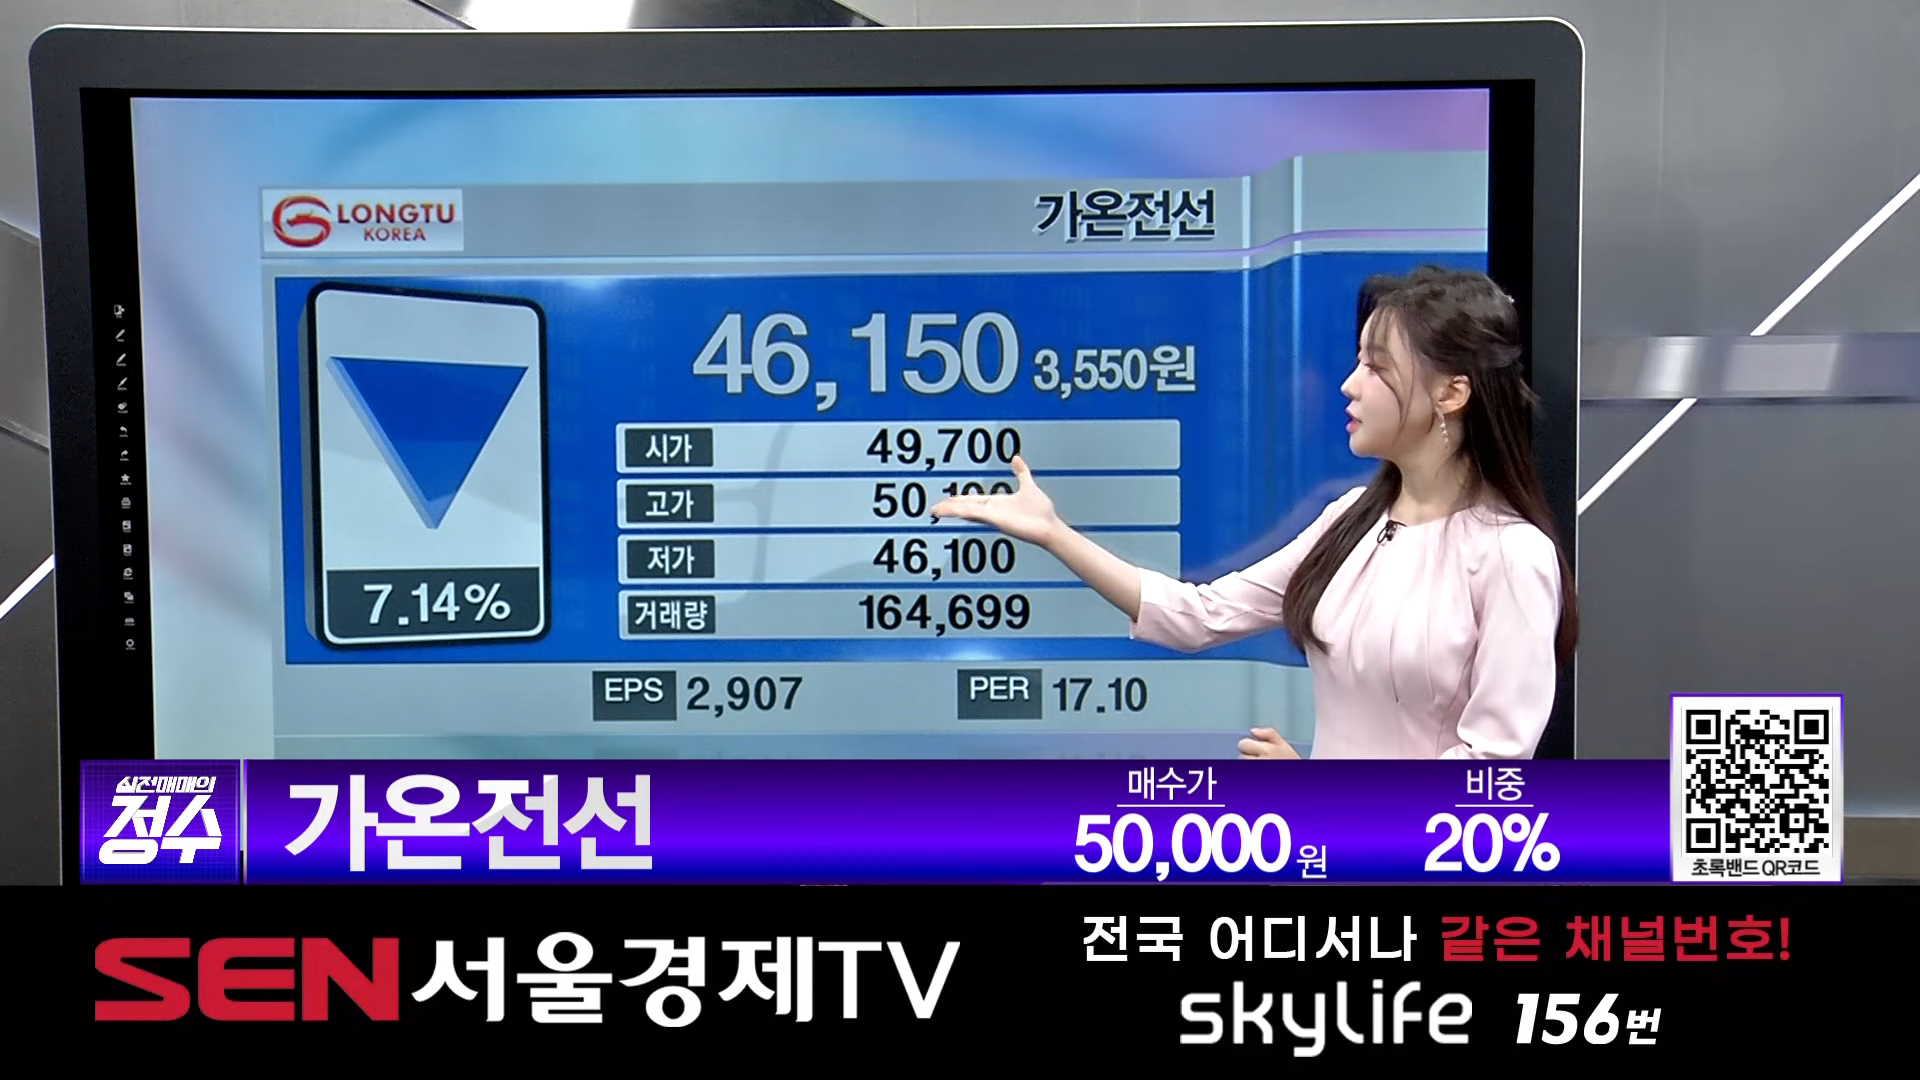 LONGTU
KOREA
가온전선
46,150 3,550원
시가 49,700
고가
저가 46,100
거래량 164,699
7.14%
EPS 2,907 PER 17.10
실전매매의
정수
가온전선
매수가
50,000원
비중
20%
초록밴드 QR코드
SEN 서울경제TV
전국 어디서나 같은 채널번호!
skylife 156번